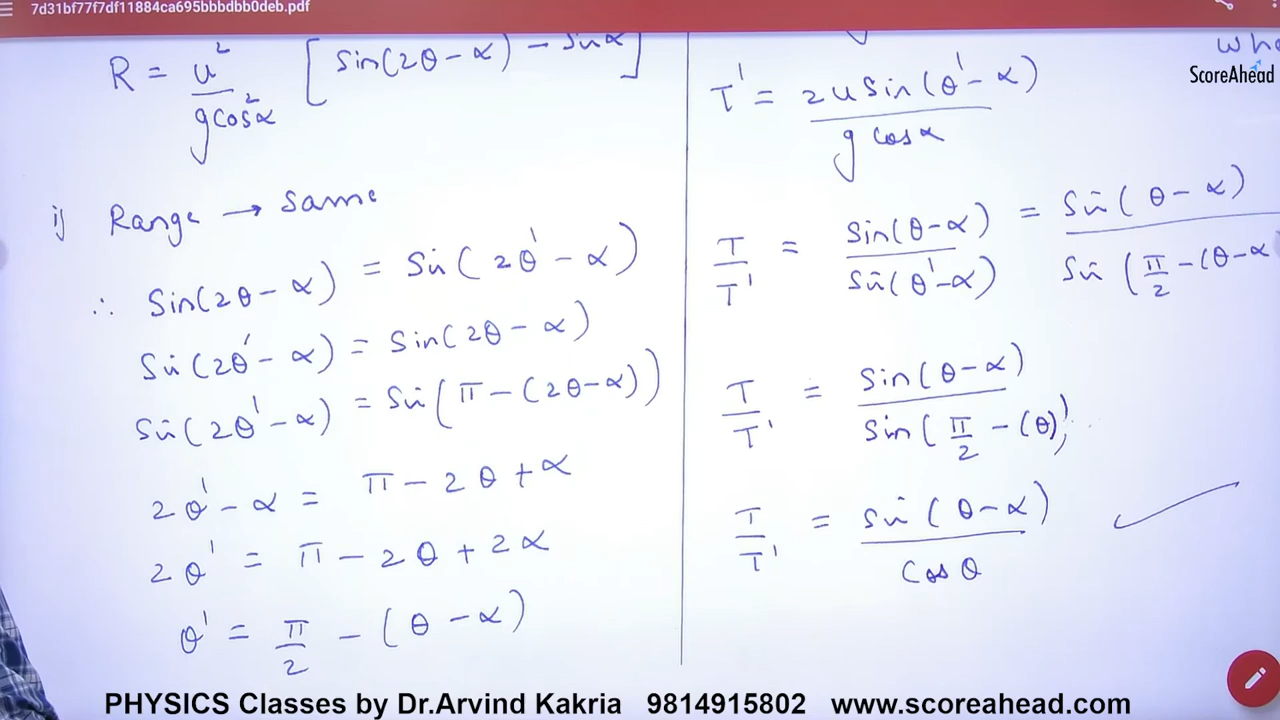 7d31bf77f7df11884ca695bbbdbb0deb.pdf
R = u² / g cos²α [ sin(2θ - α) - sin α ]
if Range → same
∴ Sin(2θ - α) = Sin(2θ' - α)
Sin(2θ' - α) = Sin(2θ - α)
Sin(2θ' - α) = Sin(π - (2θ - α))
2θ' - α = π - 2θ + α
2θ' = π - 2θ + 2α
θ' = π/2 - (θ - α)
whe
ScoreAhead
T' = 2u Sin(θ' - α) / g cos α
T/T' = Sin(θ - α) / Sin(θ' - α) = Sin(θ - α) / Sin(π/2 - (θ - α
T/T' = Sin(θ - α) / Sin(π/2 - (θ))
T/T' = Sin(θ - α) / Cos θ
PHYSICS Classes by Dr.Arvind Kakria 9814915802 www.scoreahead.com